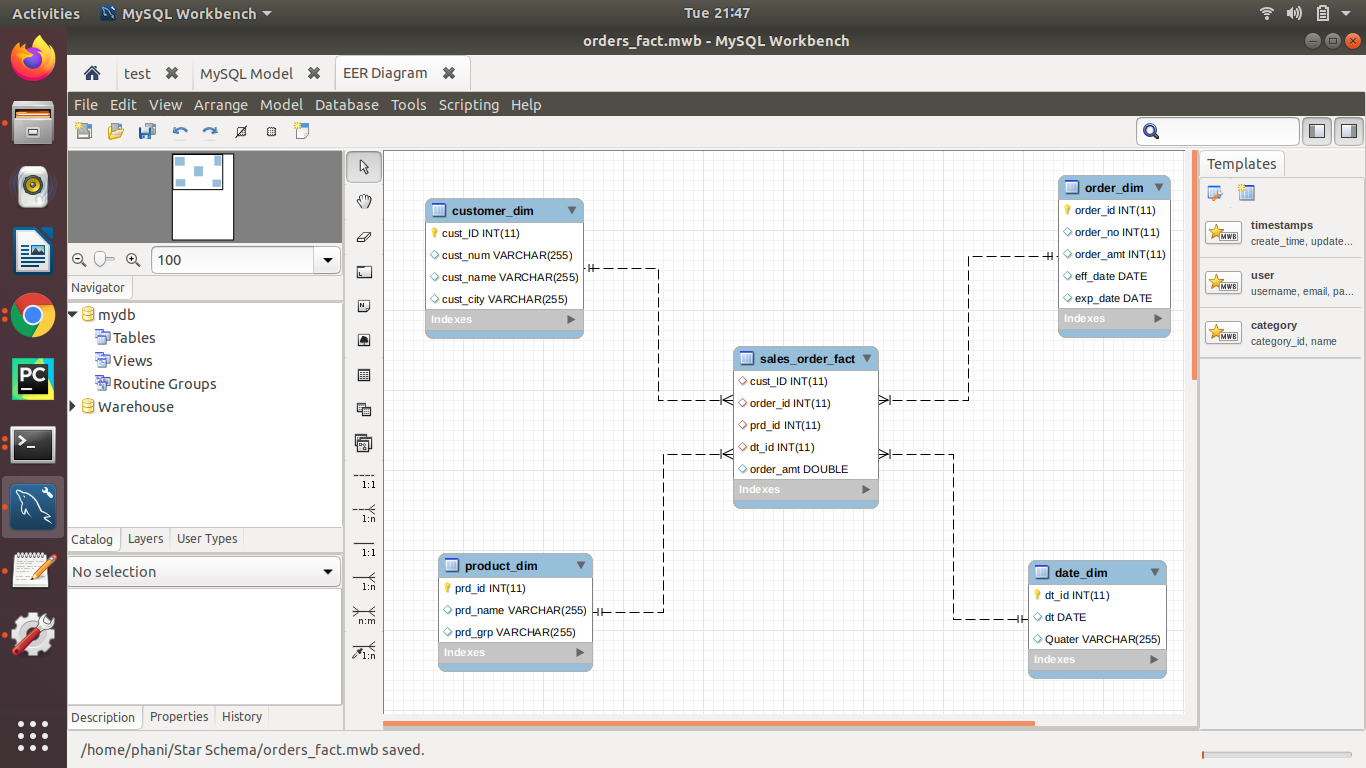 Activities
MySQL Workbench
Tue 21:47
orders_fact.mwb - MySQL Workbench
test
MySQL Model
EER Diagram
File Edit View Arrange Model Database Tools Scripting Help
100
Navigator
mydb
Tables
Views
Routine Groups
Warehouse
Catalog Layers User Types
No selection
Description Properties History
1:1
1:n
1:1
1:n
n:m
1:n
customer_dim
cust_ID INT(11)
cust_num VARCHAR(255)
cust_name VARCHAR(255)
cust_city VARCHAR(255)
Indexes
order_dim
order_id INT(11)
order_no INT(11)
order_amt INT(11)
eff_date DATE
exp_date DATE
Indexes
sales_order_fact
cust_ID INT(11)
order_id INT(11)
prd_id INT(11)
dt_id INT(11)
order_amt DOUBLE
Indexes
product_dim
prd_id INT(11)
prd_name VARCHAR(255)
prd_grp VARCHAR(255)
Indexes
date_dim
dt_id INT(11)
dt DATE
Quater VARCHAR(255)
Indexes
Templates
MWB
timestamps
create_time, update...
MWB
user
username, email, pa...
MWB
category
category_id, name
PC
/home/phani/Star Schema/orders_fact.mwb saved.